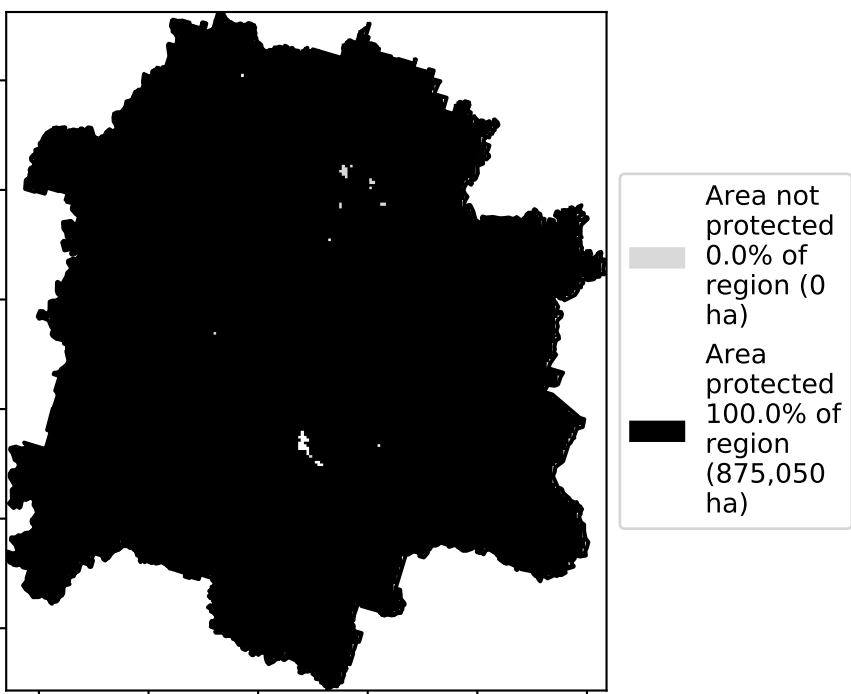 Area not
protected
0.0% of
region (0
ha)
Area
protected
100.0% of
region
(875,050
ha)